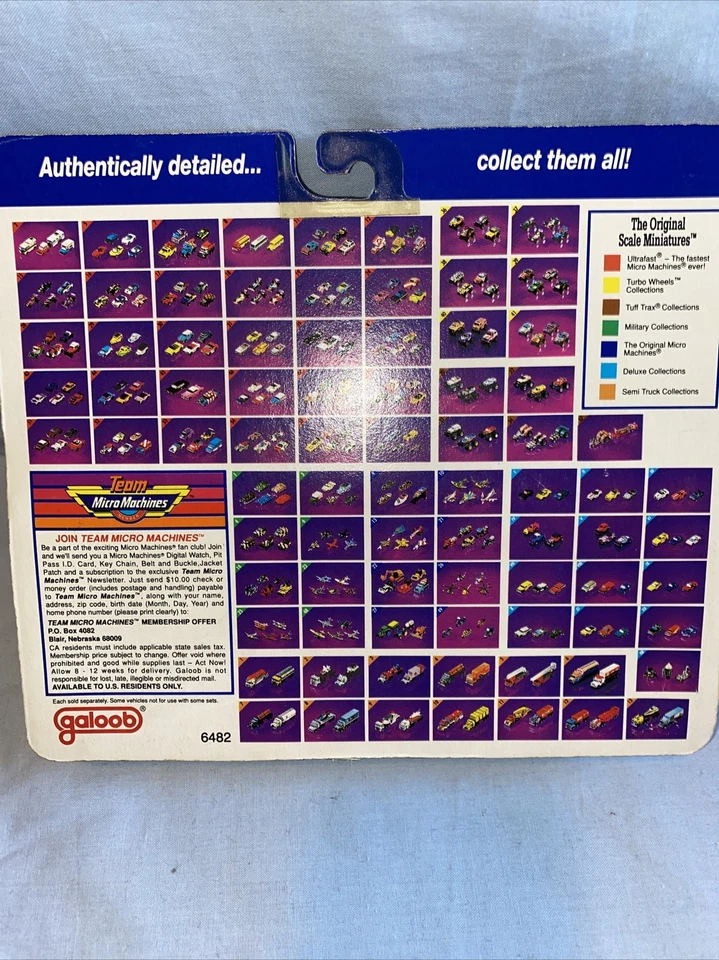 Authentically detailed...
collect them all!
The Original
Scale Miniatures™
Ultrafast® – The fastest
Micro Machines® ever!
Turbo Wheels™
Collections
Tuff Trax® Collections
Military Collections
The Original Micro
Machines®
Deluxe Collections
Semi Truck Collections
Team
Micro Machines
MEMBER
JOIN TEAM MICRO MACHINES™
Be a part of the exciting Micro Machines® fan club! Join
and we'll send you a Micro Machines® Digital Watch, Pit
Pass I.D. Card, Key Chain, Belt and Buckle, Jacket
Patch and a subscription to the exclusive Team Micro
Machines™ Newsletter. Just send $10.00 check or
money order (includes postage and handling) payable
to Team Micro Machines™, along with your name,
address, zip code, birth date (Month, Day, Year) and
home phone number (please print clearly) to:
TEAM MICRO MACHINES™ MEMBERSHIP OFFER
P.O. Box 4082
Blair, Nebraska 68009
CA residents must include applicable state sales tax.
Membership price subject to change. Offer void where
prohibited and good while supplies last – Act Now!
Allow 8 - 12 weeks for delivery. Galoob is not
responsible for lost, late, illegible or misdirected mail.
AVAILABLE TO U.S. RESIDENTS ONLY.
Each sold separately. Some vehicles not for use with some sets.
galoob®
6482